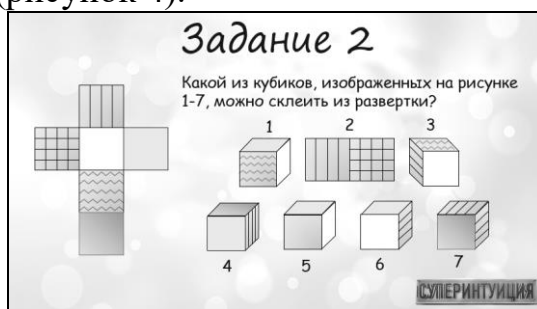 (рисунок 4).
Задание 2
Какой из кубиков, изображенных на рисунке
1-7, можно склеить из развертки?
1 2 3
4 5 6 7
СУПЕРИНТУИЦИЯ